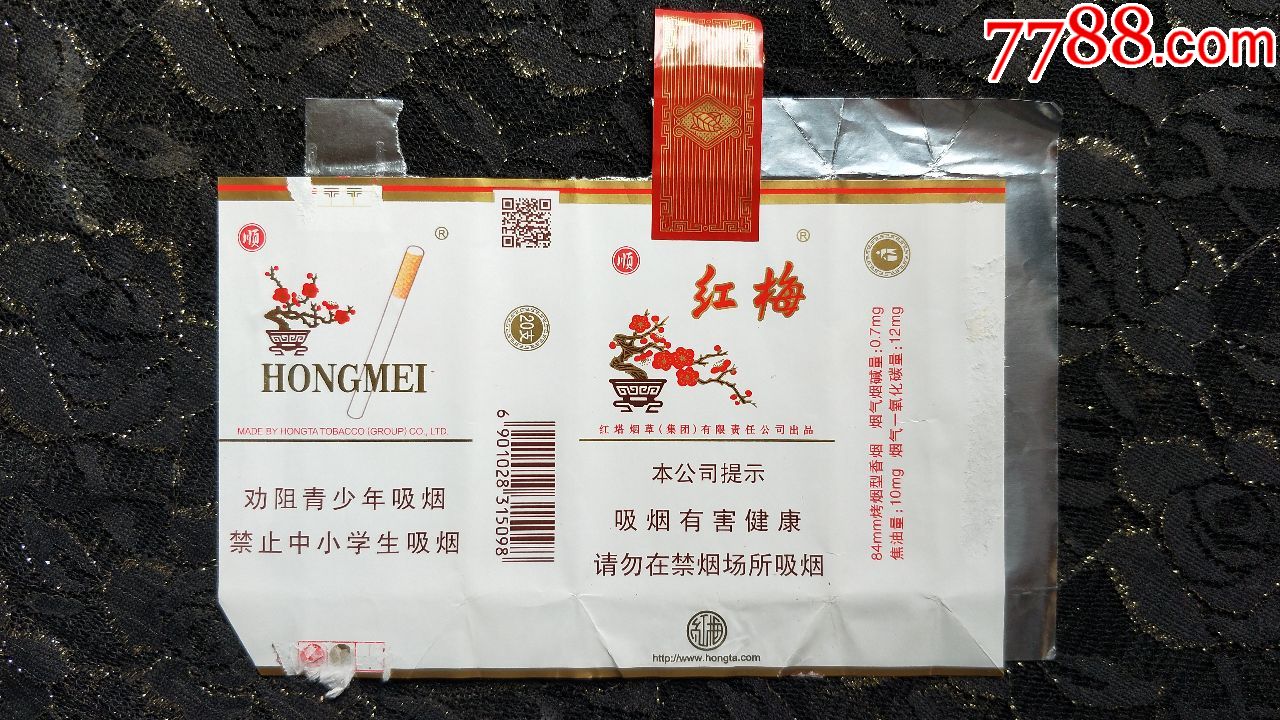 7788.com
顺
®
HONGMEI
MADE BY HONGTA TOBACCO (GROUP) CO., LTD.
劝阻青少年吸烟
禁止中小学生吸烟
20支
6 901028 315098
顺
®
红梅
红塔烟草(集团)有限责任公司出品
本公司提示
吸烟有害健康
请勿在禁烟场所吸烟
红梅
http://www.hongta.com
84mm烤烟型香烟 烟气烟碱量:0.7mg
焦油量:10mg 烟气一氧化碳量:12mg